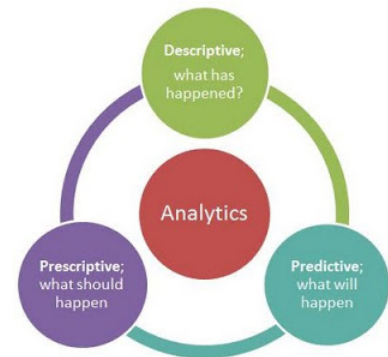 Descriptive;
what has
happened?
Analytics
Prescriptive;
what should
happen
Predictive;
what will
happen